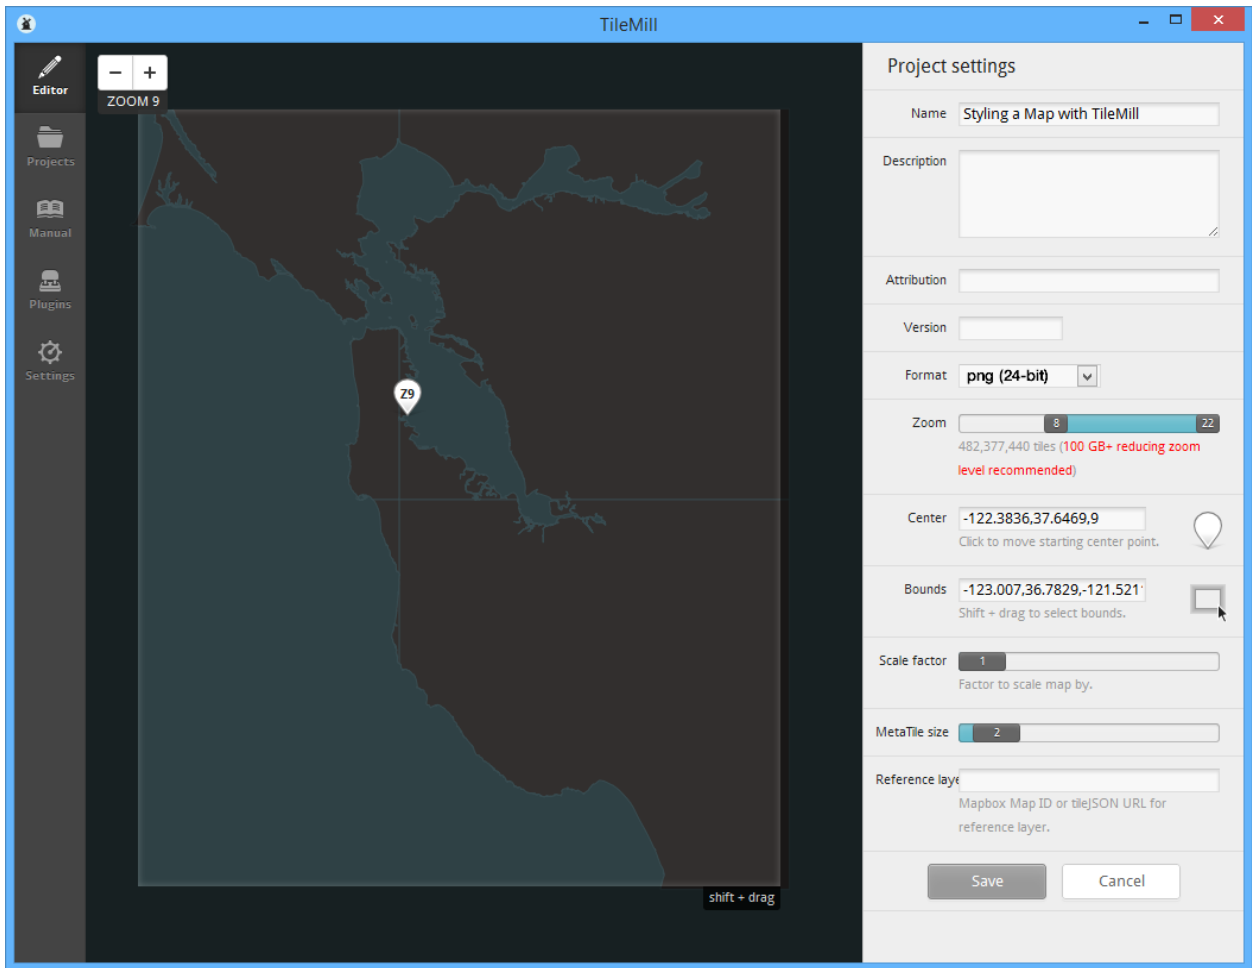 TileMill
Editor
Projects
Manual
Plugins
Settings
− +
ZOOM 9
Z9
shift + drag
Project settings
Name Styling a Map with TileMill
Description
Attribution
Version
Format png (24-bit)
Zoom 8 22
482,377,440 tiles (100 GB+ reducing zoom
level recommended)
Center -122.3836,37.6469,9
Click to move starting center point.
Bounds -123.007,36.7829,-121.521
Shift + drag to select bounds.
Scale factor 1
Factor to scale map by.
MetaTile size 2
Reference laye
Mapbox Map ID or tileJSON URL for
reference layer.
Save Cancel